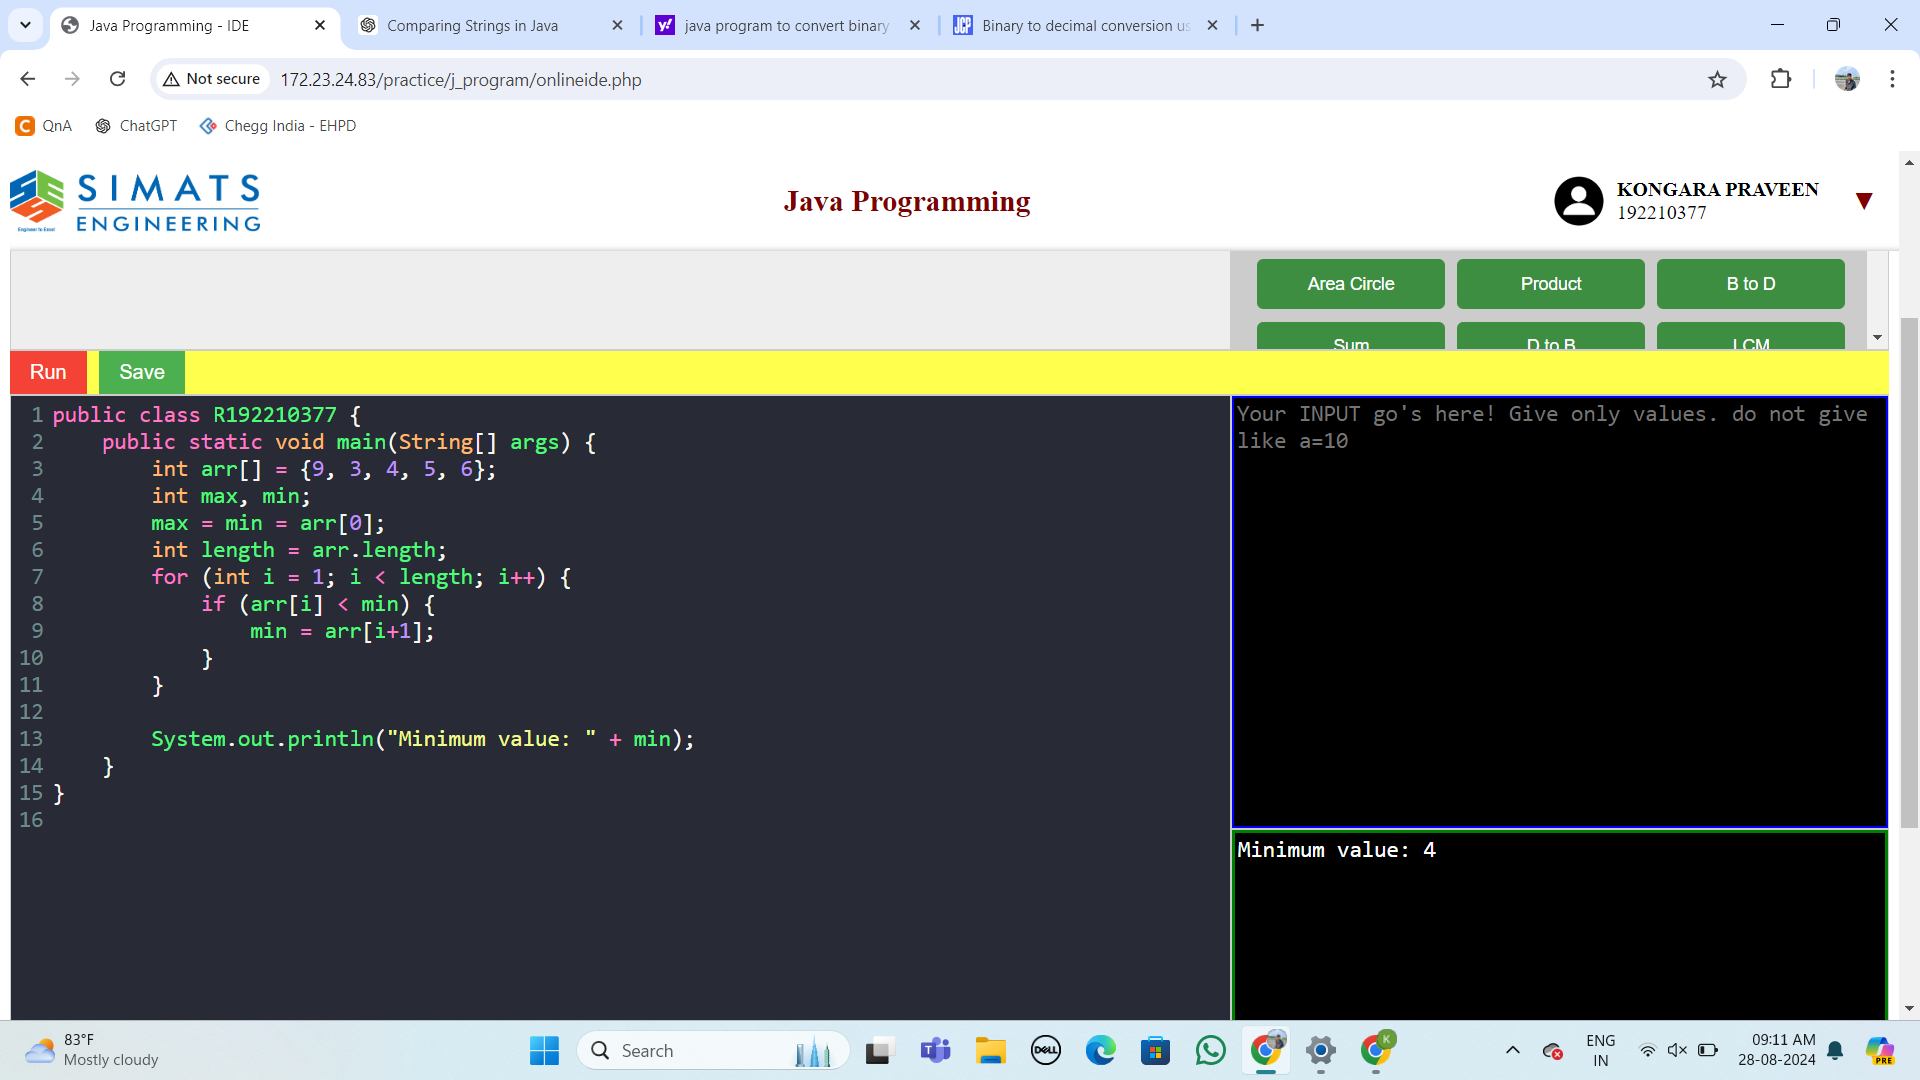 Java Programming - IDE
Comparing Strings in Java
java program to convert binary
Binary to decimal conversion us
Not secure
172.23.24.83/practice/j_program/onlineide.php
QnA
ChatGPT
Chegg India - EHPD
SIMATS
ENGINEERING
Engineer to Excel
Java Programming
KONGARA PRAVEEN
192210377
Area Circle
Product
B to D
Sum
D to B
LCM
Run
Save
1 public class R192210377 {
2 public static void main(String[] args) {
3 int arr[] = {9, 3, 4, 5, 6};
4 int max, min;
5 max = min = arr[0];
6 int length = arr.length;
7 for (int i = 1; i < length; i++) {
8 if (arr[i] < min) {
9 min = arr[i+1];
10 }
11 }
12
13 System.out.println("Minimum value: " + min);
14 }
15 }
16
Your INPUT go's here! Give only values. do not give
like a=10
Minimum value: 4
83°F
Mostly cloudy
Search
DELL
ENG
IN
09:11 AM
28-08-2024
PRE